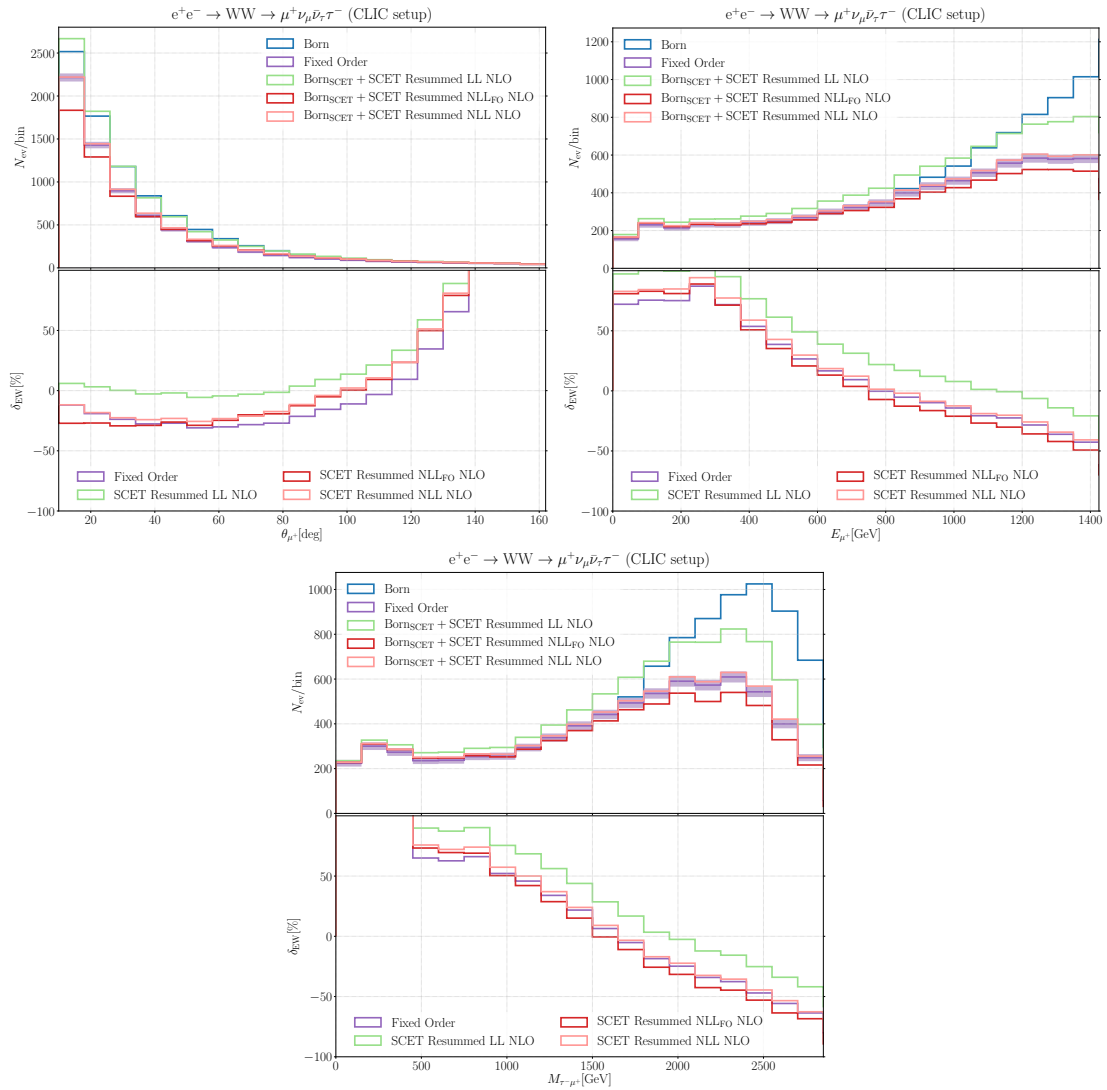 e⁺e⁻ → WW → μ⁺ν_μ ν̄_τ τ⁻ (CLIC setup)
Born
Fixed Order
Born_SCET + SCET Resummed LL NLO
Born_SCET + SCET Resummed NLL_FO NLO
Born_SCET + SCET Resummed NLL NLO
N_ev/bin
2500
2000
1500
1000
500
0
δ_EW[%]
50
0
−50
−100
Fixed Order
SCET Resummed LL NLO
SCET Resummed NLL_FO NLO
SCET Resummed NLL NLO
20 40 60 80 100 120 140 160
θ_μ⁺[deg]
e⁺e⁻ → WW → μ⁺ν_μ ν̄_τ τ⁻ (CLIC setup)
Born
Fixed Order
Born_SCET + SCET Resummed LL NLO
Born_SCET + SCET Resummed NLL_FO NLO
Born_SCET + SCET Resummed NLL NLO
N_ev/bin
1200
1000
800
600
400
200
0
δ_EW[%]
50
0
−50
−100
Fixed Order
SCET Resummed LL NLO
SCET Resummed NLL_FO NLO
SCET Resummed NLL NLO
0 200 400 600 800 1000 1200 1400
E_μ⁺[GeV]
e⁺e⁻ → WW → μ⁺ν_μ ν̄_τ τ⁻ (CLIC setup)
Born
Fixed Order
Born_SCET + SCET Resummed LL NLO
Born_SCET + SCET Resummed NLL_FO NLO
Born_SCET + SCET Resummed NLL NLO
N_ev/bin
1000
800
600
400
200
0
δ_EW[%]
50
0
−50
−100
Fixed Order
SCET Resummed LL NLO
SCET Resummed NLL_FO NLO
SCET Resummed NLL NLO
0 500 1000 1500 2000 2500
M_τ⁻μ⁺[GeV]